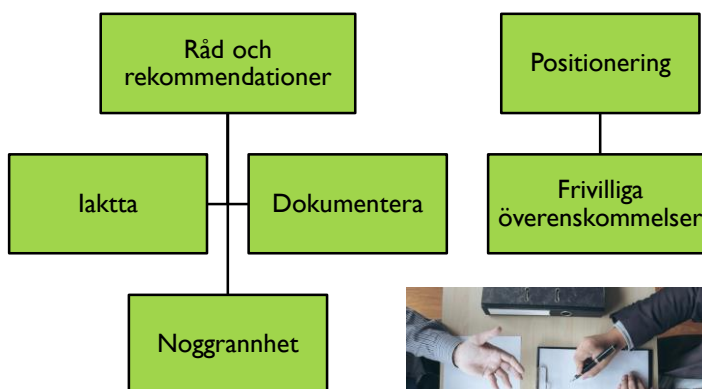 Råd och
rekommendationer
Positionering
Iaktta
Dokumentera
Frivilliga
överenskommelser
Noggrannhet